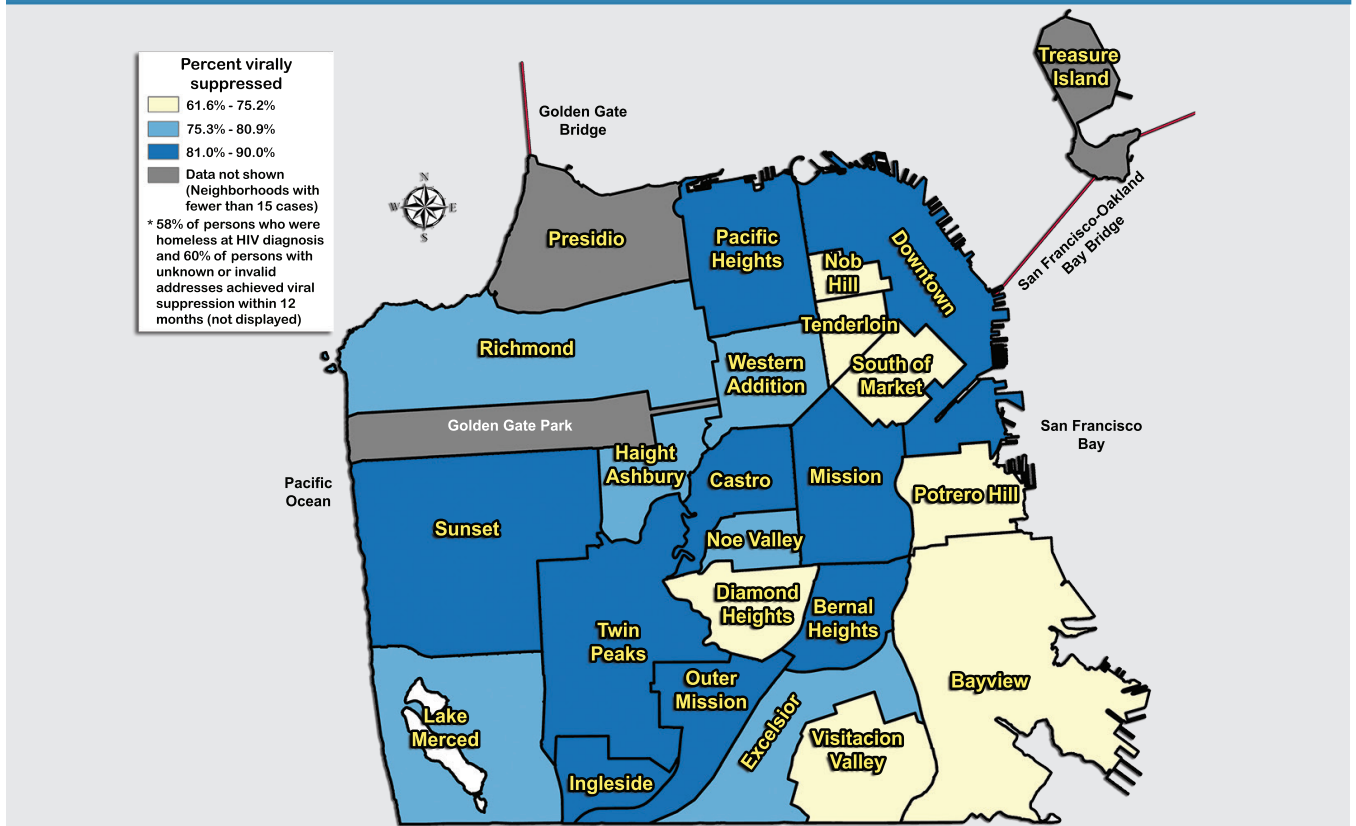 Percent virally
suppressed
61.6% - 75.2%
75.3% - 80.9%
81.0% - 90.0%
Data not shown
(Neighborhoods with
fewer than 15 cases)
* 58% of persons who were
homeless at HIV diagnosis
and 60% of persons with
unknown or invalid
addresses achieved viral
suppression within 12
months (not displayed)
Golden Gate
Bridge
N
W
E
S
Treasure
Island
San Francisco-Oakland
Bay Bridge
Presidio
Pacific
Heights
Nob
Hill
Downtown
Richmond
Tenderloin
Western
Addition
South of
Market
Golden Gate Park
San Francisco
Bay
Haight
Ashbury
Castro
Mission
Potrero Hill
Pacific
Ocean
Sunset
Noe Valley
Diamond
Heights
Bernal
Heights
Twin
Peaks
Outer
Mission
Bayview
Lake
Merced
Excelsior
Visitacion
Valley
Ingleside